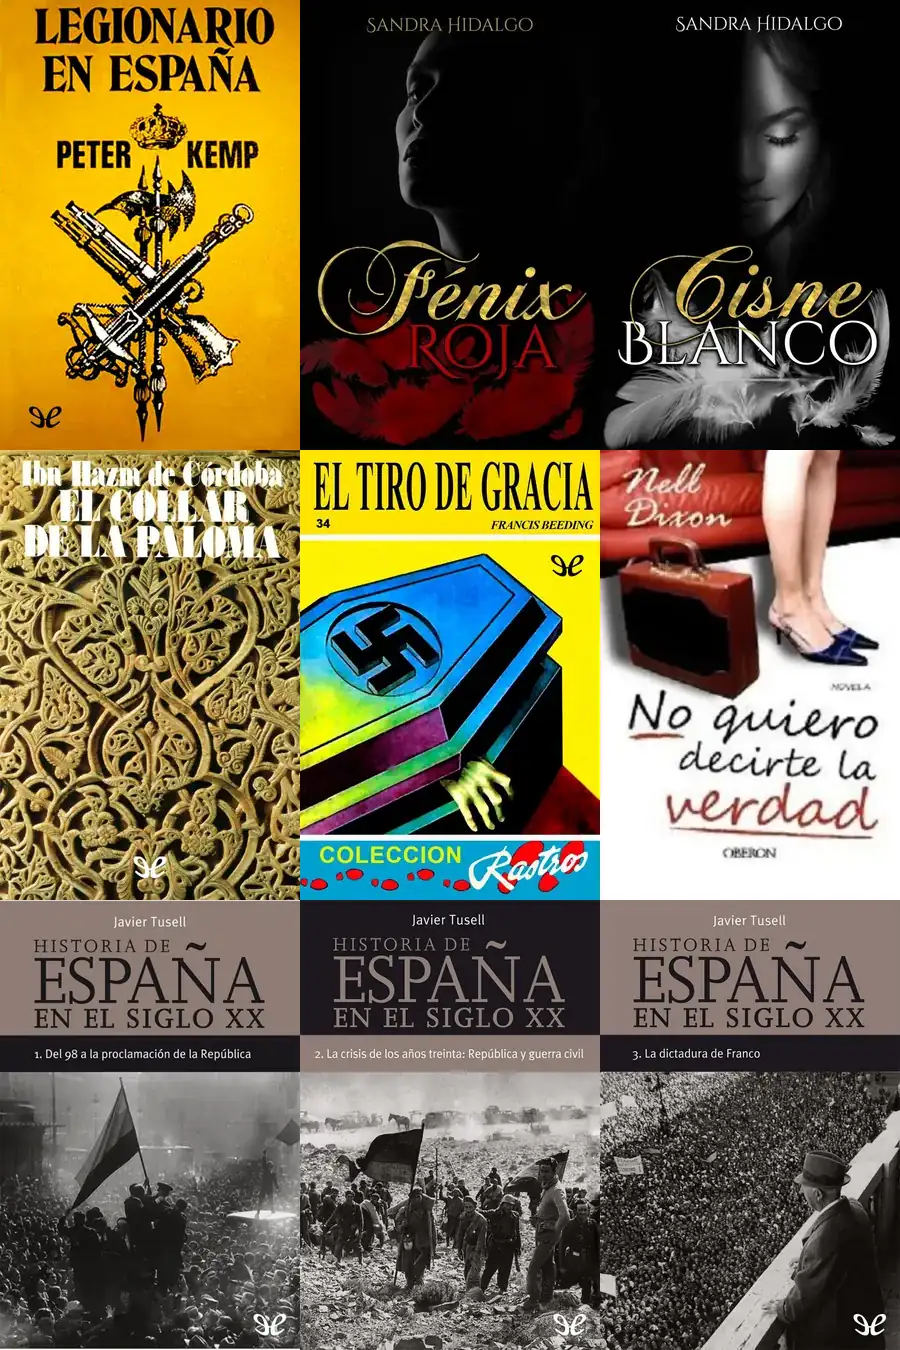 LEGIONARIO
EN ESPAÑA
PETER KEMP
SANDRA HIDALGO
Fénix
ROJA
SANDRA HIDALGO
Cisne
BLANCO
Ibn Hazm de Córdoba
EL COLLAR
DE LA PALOMA
EL TIRO DE GRACIA
34
FRANCIS BEEDING
COLECCION
Rastros
Nell
Dixon
NOVELA
No quiero
decirte la
verdad
OBERON
Javier Tusell
HISTORIA DE
ESPAÑA
EN EL SIGLO XX
1. Del 98 a la proclamación de la República
Javier Tusell
HISTORIA DE
ESPAÑA
EN EL SIGLO XX
2. La crisis de los años treinta: República y guerra civil
Javier Tusell
HISTORIA DE
ESPAÑA
EN EL SIGLO XX
3. La dictadura de Franco